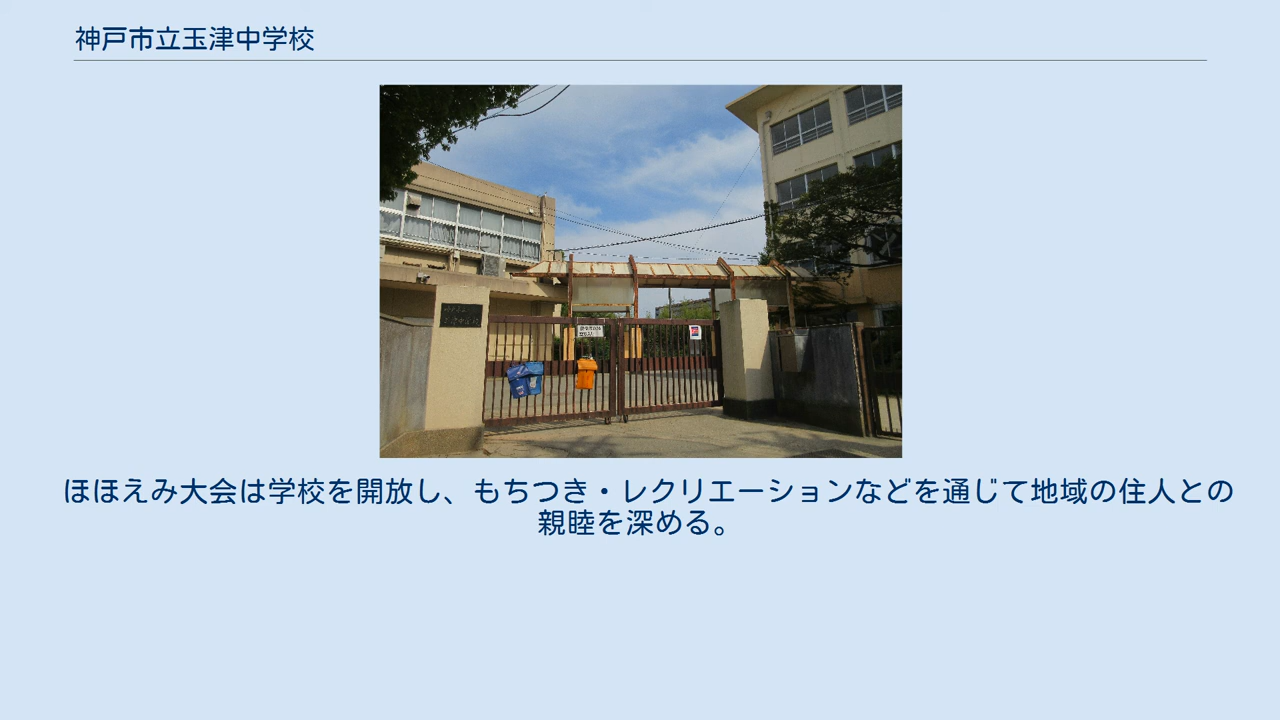 神戸市立玉津中学校
ほほえみ大会は学校を開放し、もちつき・レクリエーションなどを通じて地域の住人との
親睦を深める。